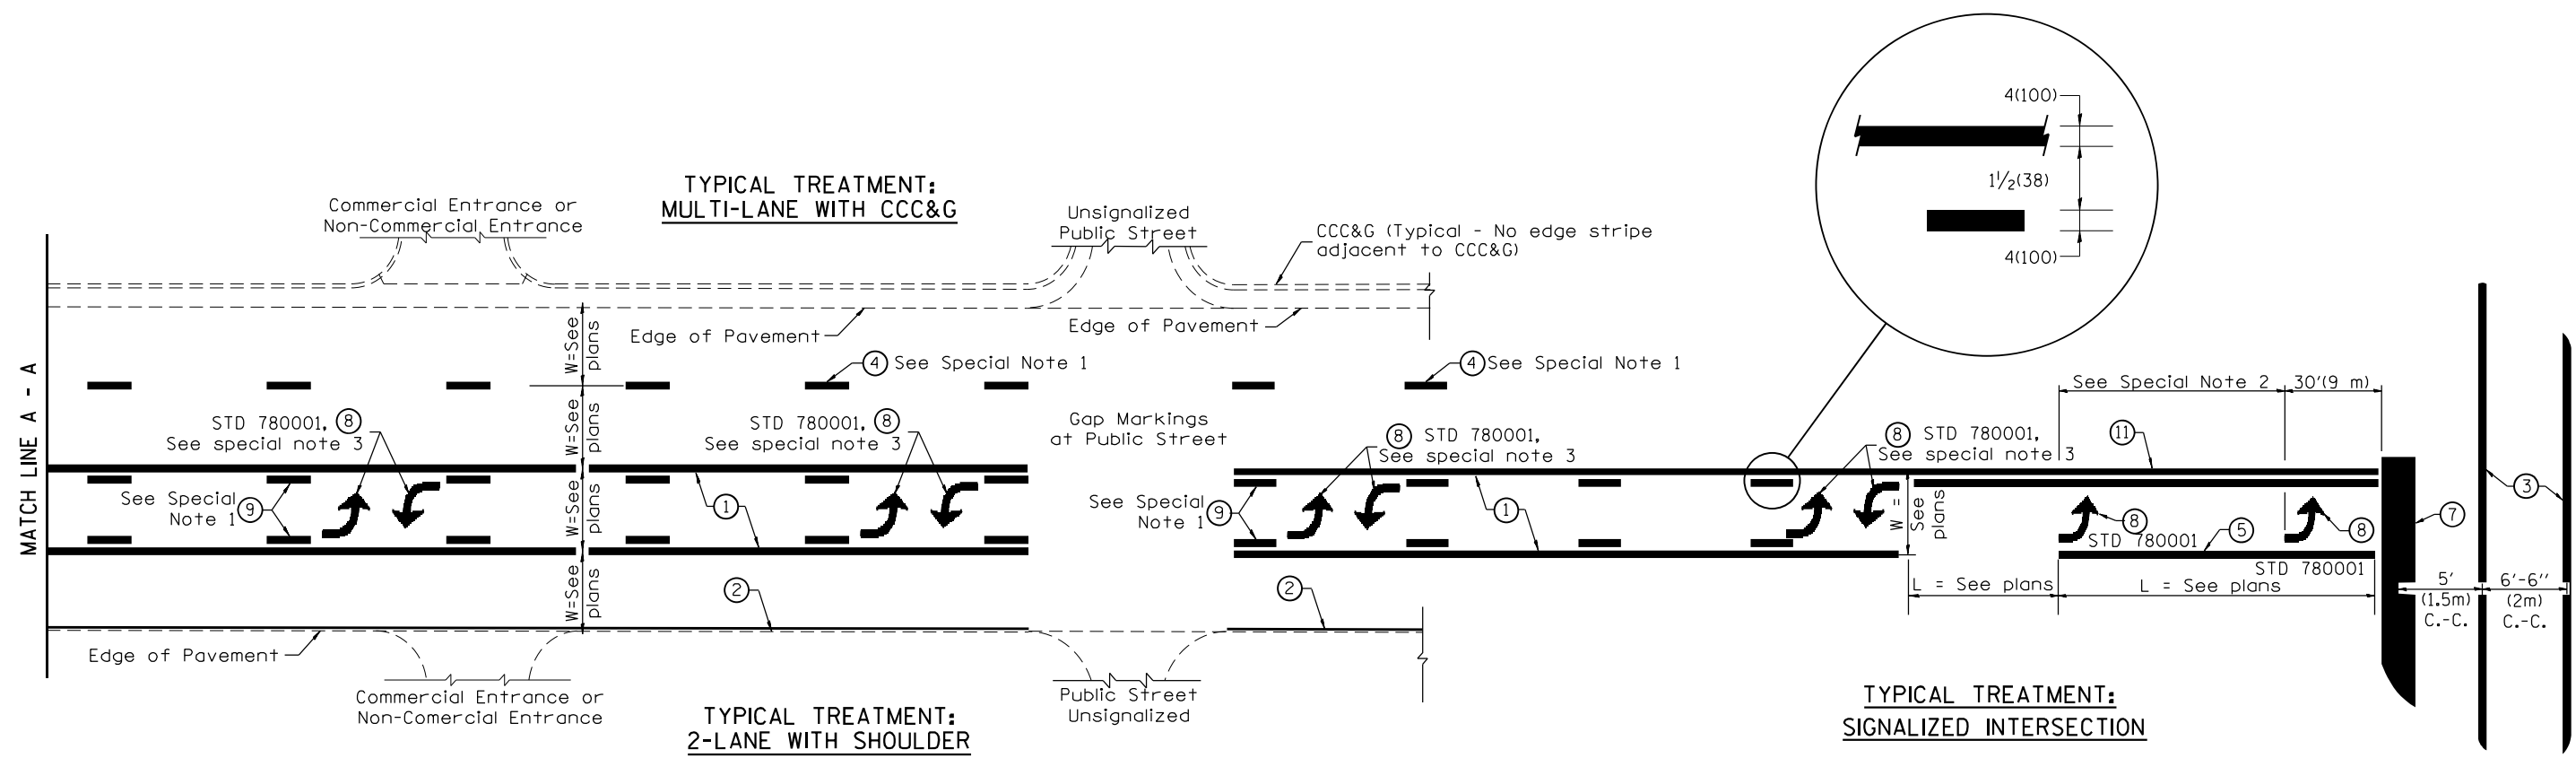 TYPICAL TREATMENT:
MULTI-LANE WITH CCC&G
Commercial Entrance or
Non-Commercial Entrance
Unsignalized
Public Street
CCC&G (Typical - No edge stripe
adjacent to CCC&G)
4(100)
1 1/2(38)
4(100)
MATCH LINE A - A
Edge of Pavement
Edge of Pavement
W=See
plans
4 See Special Note 1
4 See Special Note 1
See Special Note 2
30'(9 m)
STD 780001, 8
See special note 3
W=See
plans
STD 780001, 8
See special note 3
Gap Markings
at Public Street
8 STD 780001,
See special note 3
8 STD 780001,
See special note 3
11
See Special
Note 1
9
W=See
plans
1
See Special
Note 1
9
1
W =
See
plans
8
STD 780001
5
8
7
3
STD 780001
W=See
plans
2
2
L = See plans
L = See plans
5'
(1.5m)
C.-C.
6'-6''
(2m)
C.-C.
Edge of Pavement
Commercial Entrance or
Non-Comercial Entrance
Public Street
Unsignalized
TYPICAL TREATMENT:
2-LANE WITH SHOULDER
TYPICAL TREATMENT:
SIGNALIZED INTERSECTION